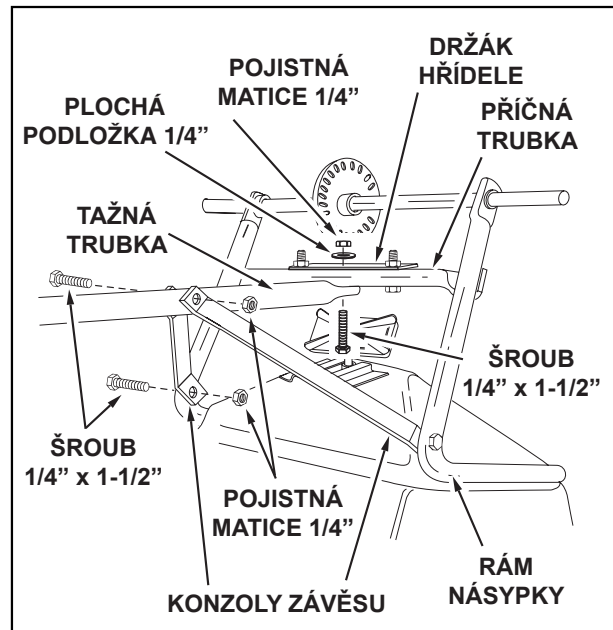 DRŽÁK
HŘÍDELE
POJISTNÁ
MATICE 1/4”
PLOCHÁ
PODLOŽKA 1/4”
PŘÍČNÁ
TRUBKA
TAŽNÁ
TRUBKA
ŠROUB
1/4” x 1-1/2”
ŠROUB
1/4” x 1-1/2”
POJISTNÁ
MATICE 1/4”
RÁM
NÁSYPKY
KONZOLY ZÁVĚSU